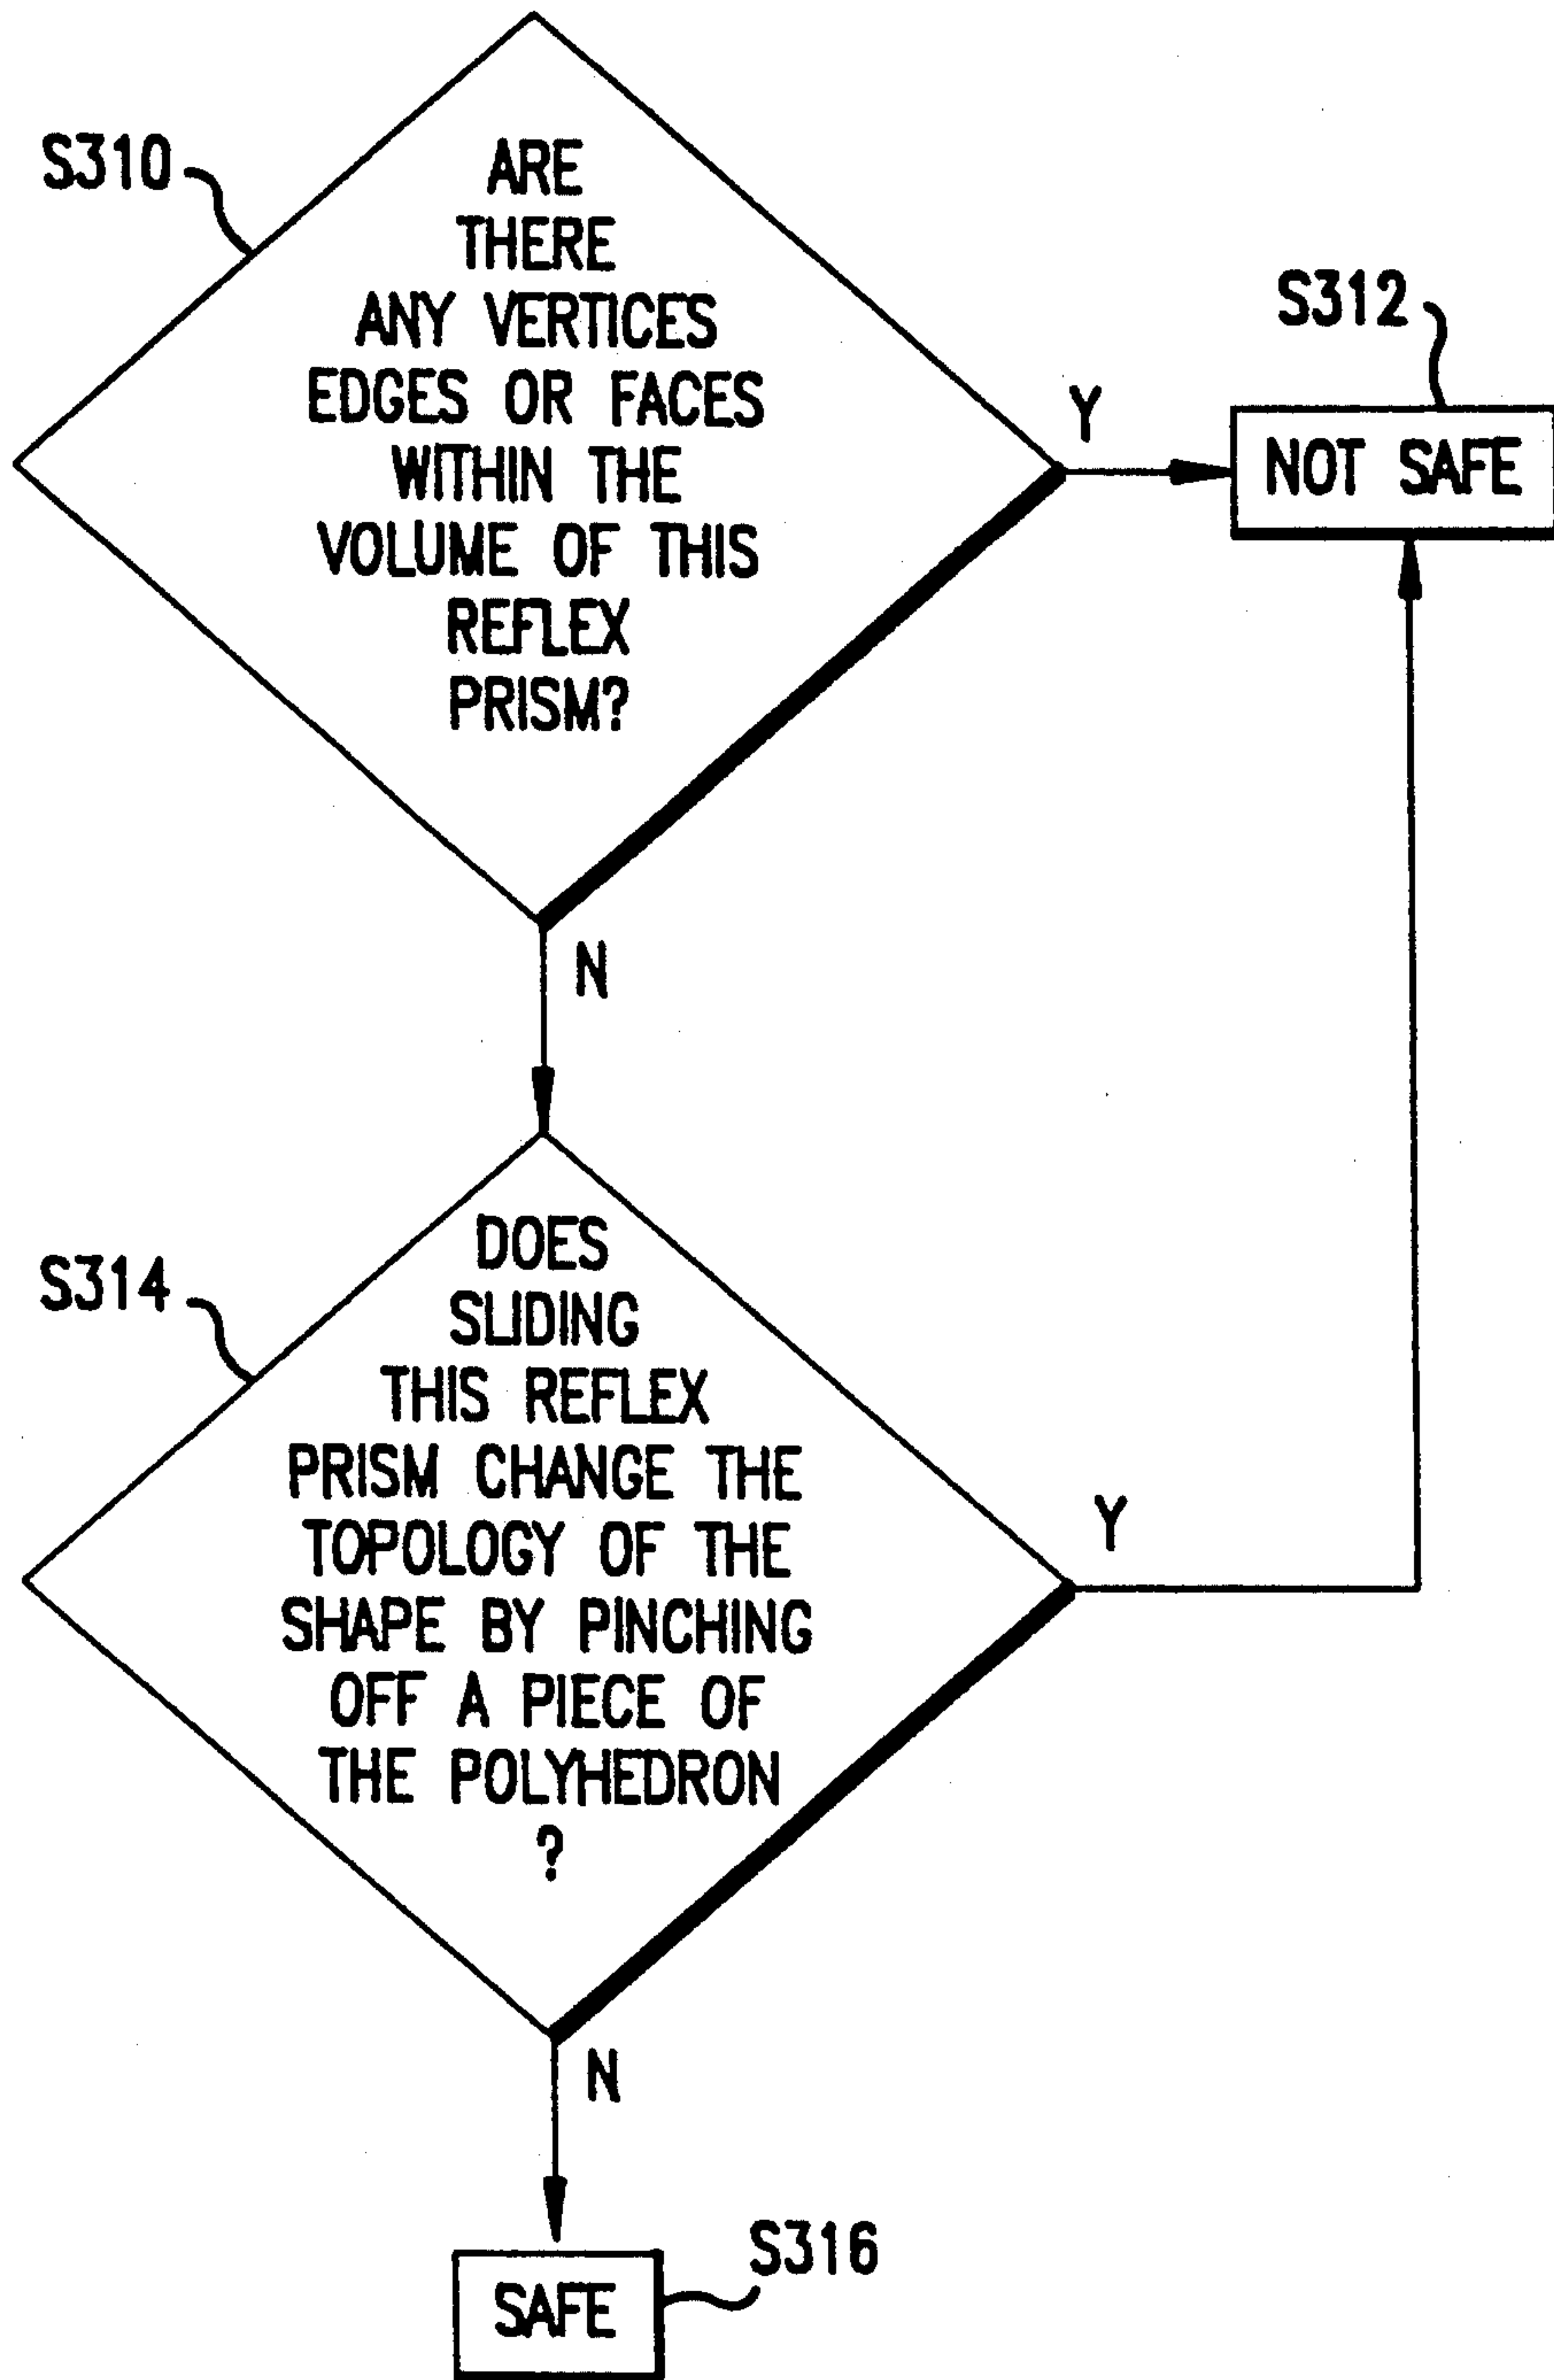 S310
ARE
THERE
ANY VERTICES
EDGES OR FACES
WITHIN THE
VOLUME OF THIS
REFLEX
PRISM?
Y
S312
NOT SAFE
N
S314
DOES
SLIDING
THIS REFLEX
PRISM CHANGE THE
TOPOLOGY OF THE
SHAPE BY PINCHING
OFF A PIECE OF
THE POLYHEDRON
?
Y
N
S316
SAFE